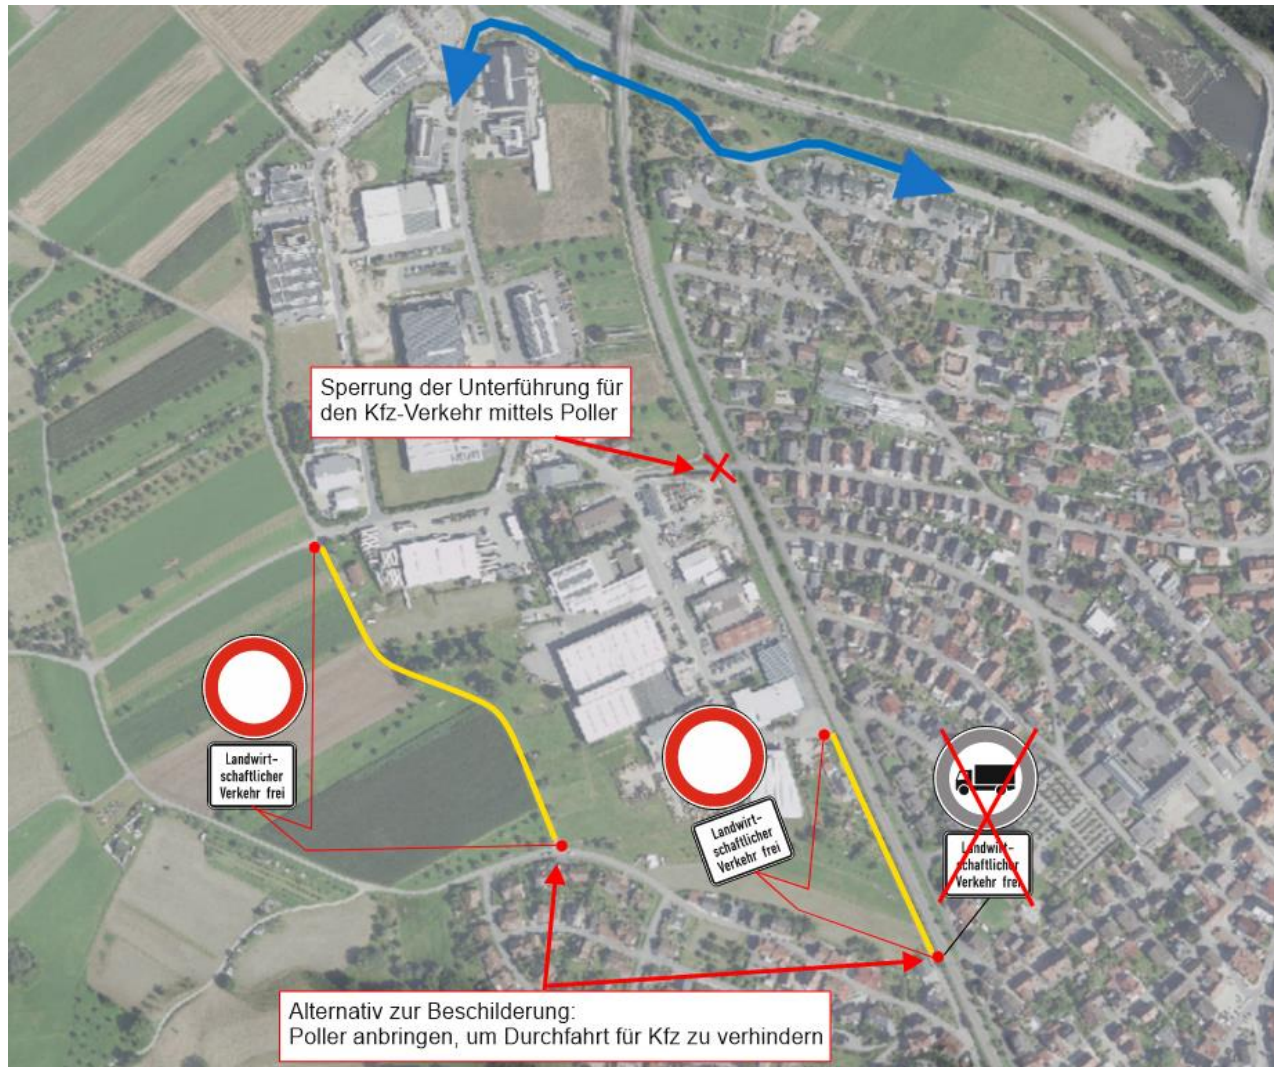 Sperrung der Unterführung für
den Kfz-Verkehr mittels Poller
Landwirt-
schaftlicher
Verkehr frei
Landwirt-
schaftlicher
Verkehr frei
Landwirt-
schaftlicher
Verkehr frei
Alternativ zur Beschilderung:
Poller anbringen, um Durchfahrt für Kfz zu verhindern